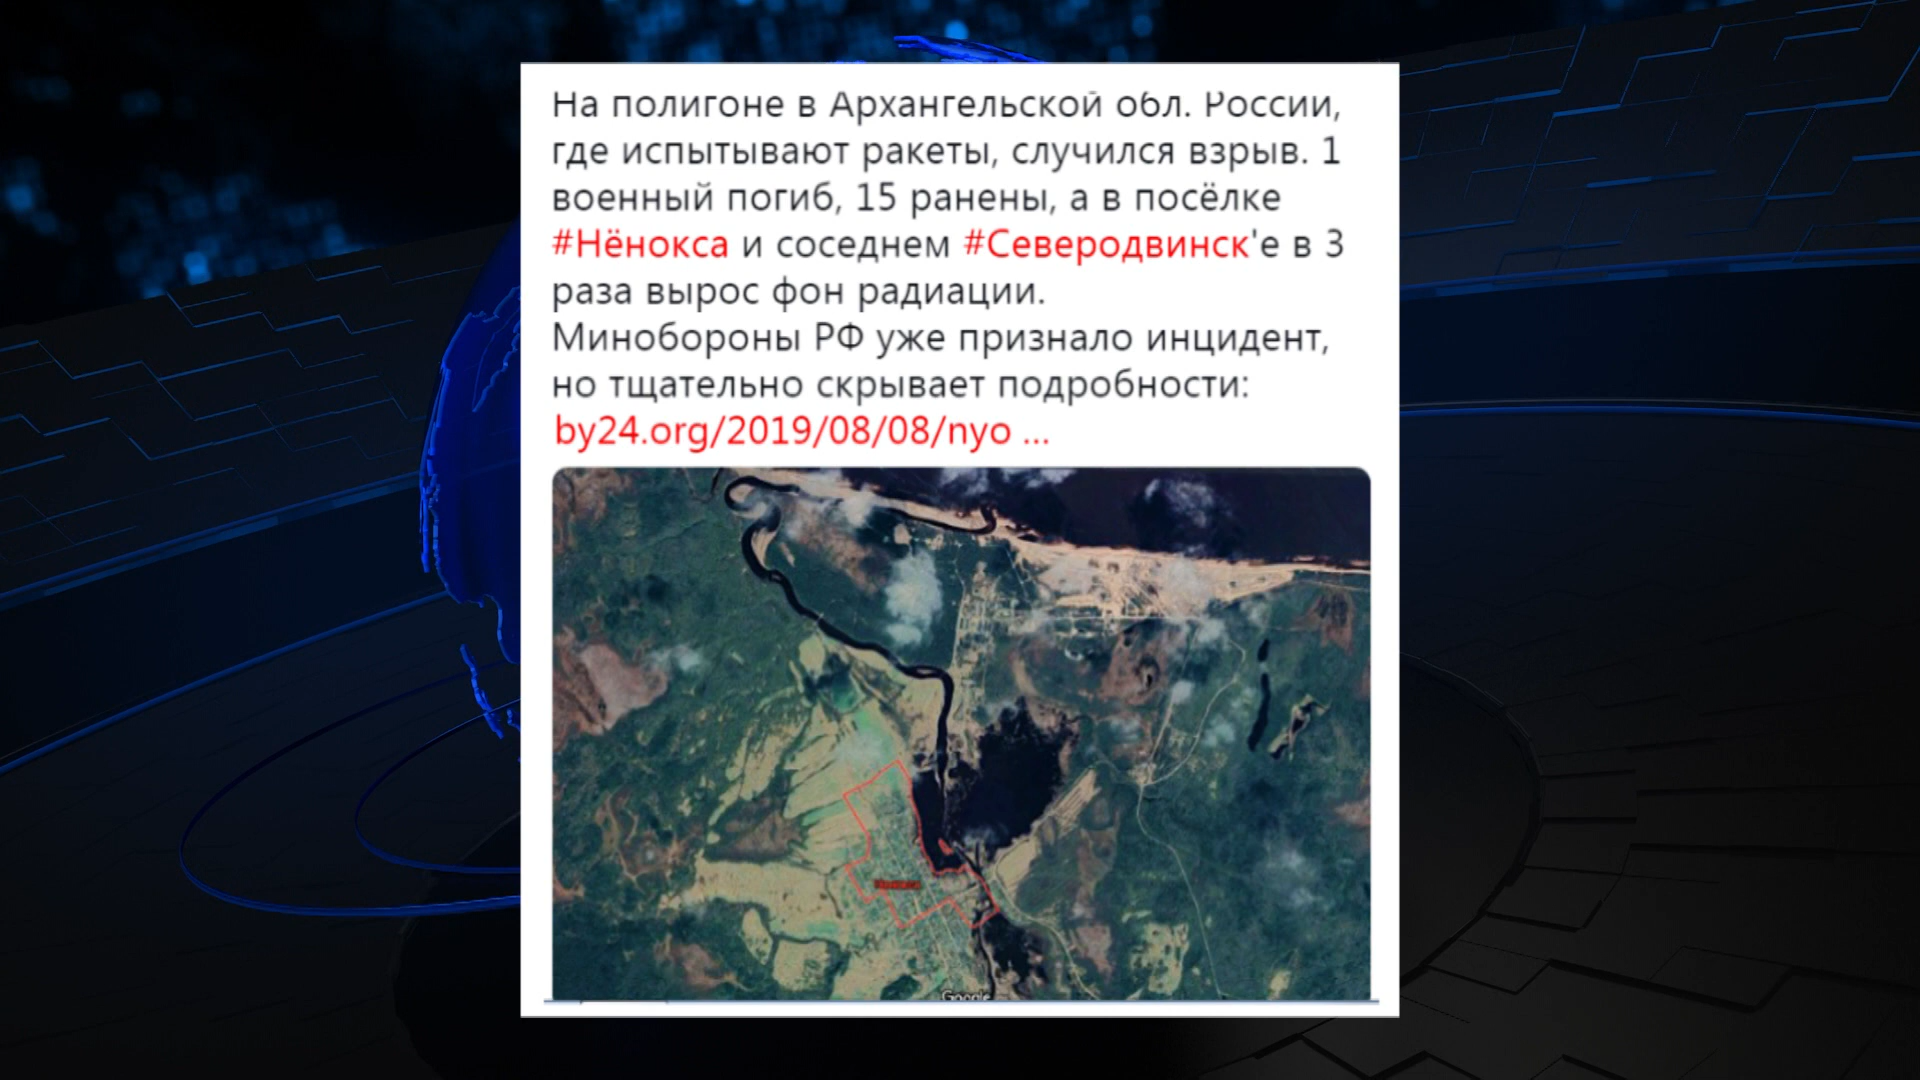 На полигоне в Архангельской обл. России,
где испытывают ракеты, случился взрыв. 1
военный погиб, 15 ранены, а в посёлке
#Нёнокса и соседнем #Северодвинск'е в 3
раза вырос фон радиации.
Минобороны РФ уже признало инцидент,
но тщательно скрывает подробности:
by24.org/2019/08/08/nyo ...
Google